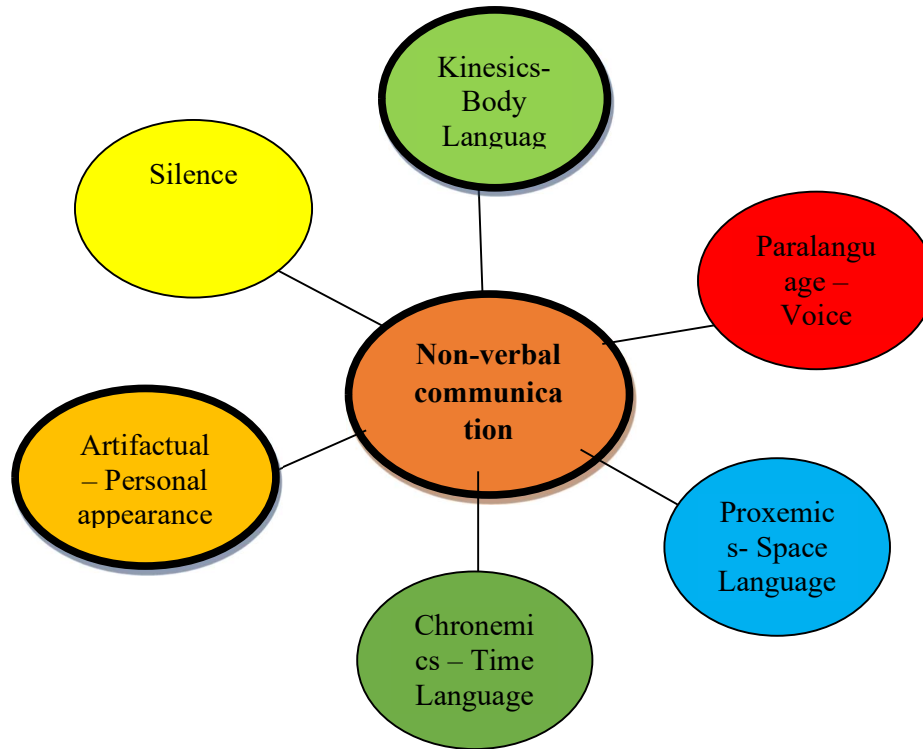 Kinesics-
Body
Languag
Silence
Paralangu
age –
Voice
Non-verbal
communica
tion
Artifactual
– Personal
appearance
Proxemic
s- Space
Language
Chronemi
cs – Time
Language